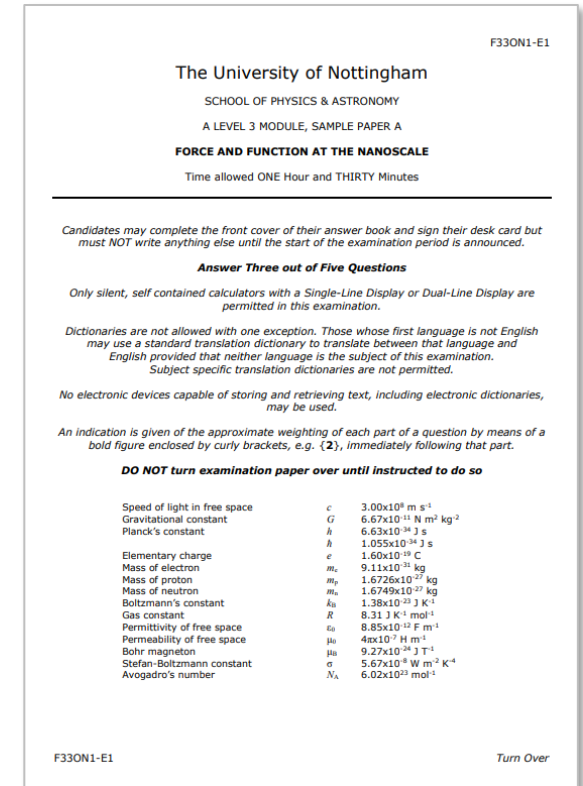 F33ON1-E1
The University of Nottingham
SCHOOL OF PHYSICS & ASTRONOMY
A LEVEL 3 MODULE, SAMPLE PAPER A
FORCE AND FUNCTION AT THE NANOSCALE
Time allowed ONE Hour and THIRTY Minutes
Candidates may complete the front cover of their answer book and sign their desk card but
must NOT write anything else until the start of the examination period is announced.
Answer Three out of Five Questions
Only silent, self contained calculators with a Single-Line Display or Dual-Line Display are
permitted in this examination.
Dictionaries are not allowed with one exception. Those whose first language is not English
may use a standard translation dictionary to translate between that language and
English provided that neither language is the subject of this examination.
Subject specific translation dictionaries are not permitted.
No electronic devices capable of storing and retrieving text, including electronic dictionaries,
may be used.
An indication is given of the approximate weighting of each part of a question by means of a
bold figure enclosed by curly brackets, e.g. {2}, immediately following that part.
DO NOT turn examination paper over until instructed to do so
Speed of light in free space c 3.00x10⁸ m s⁻¹
Gravitational constant G 6.67x10⁻¹¹ N m² kg⁻²
Planck's constant h 6.63x10⁻³⁴ J s
ħ 1.055x10⁻³⁴ J s
Elementary charge e 1.60x10⁻¹⁹ C
Mass of electron mₑ 9.11x10⁻³¹ kg
Mass of proton mₚ 1.6726x10⁻²⁷ kg
Mass of neutron mₙ 1.6749x10⁻²⁷ kg
Boltzmann's constant k_B 1.38x10⁻²³ J K⁻¹
Gas constant R 8.31 J K⁻¹ mol⁻¹
Permittivity of free space ε₀ 8.85x10⁻¹² F m⁻¹
Permeability of free space μ₀ 4πx10⁻⁷ H m⁻¹
Bohr magneton μ_B 9.27x10⁻²⁴ J T⁻¹
Stefan-Boltzmann constant σ 5.67x10⁻⁸ W m⁻² K⁻⁴
Avogadro's number N_A 6.02x10²³ mol⁻¹
F33ON1-E1 Turn Over